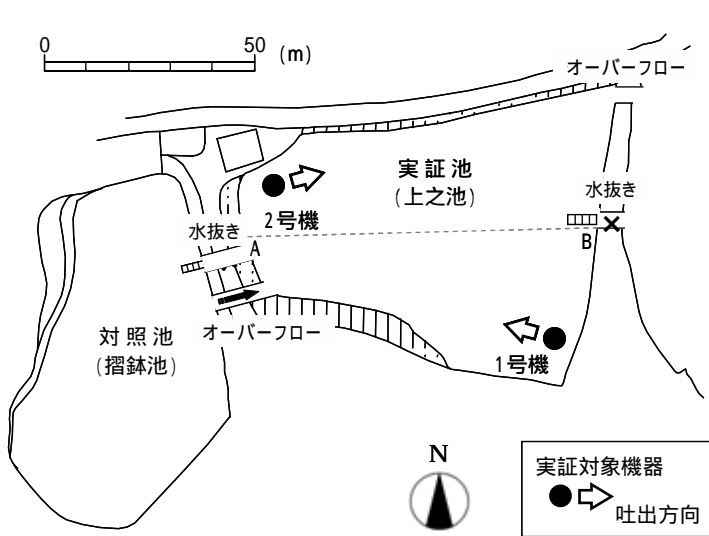 0 50 (m)
オーバーフロー
実証池
(上之池)
水抜き
2号機
水抜き
A
B
オーバーフロー
対照池
(摺鉢池)
1号機
N
実証対象機器
吐出方向